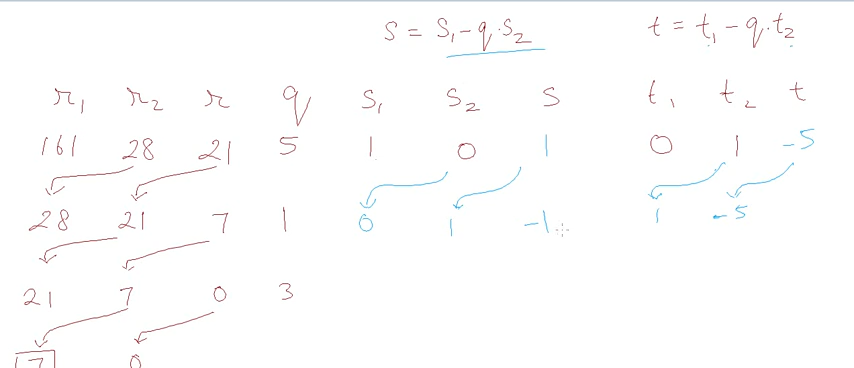 s = s₁ - q·s₂ t = t₁ - q·t₂
r₁ r₂ r q s₁ s₂ s t₁ t₂ t
161 28 21 5 1 0 1 0 1 -5
28 21 7 1 0 1 -1 1 -5
21 7 0 3
7 0